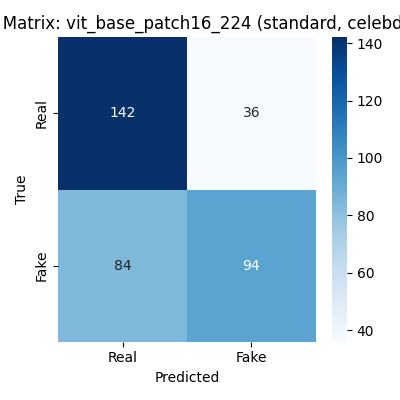 Matrix: vit_base_patch16_224 (standard, celebd
140
Real
142
36
120
100
True
80
Fake
84
94
60
40
Real
Fake
Predicted